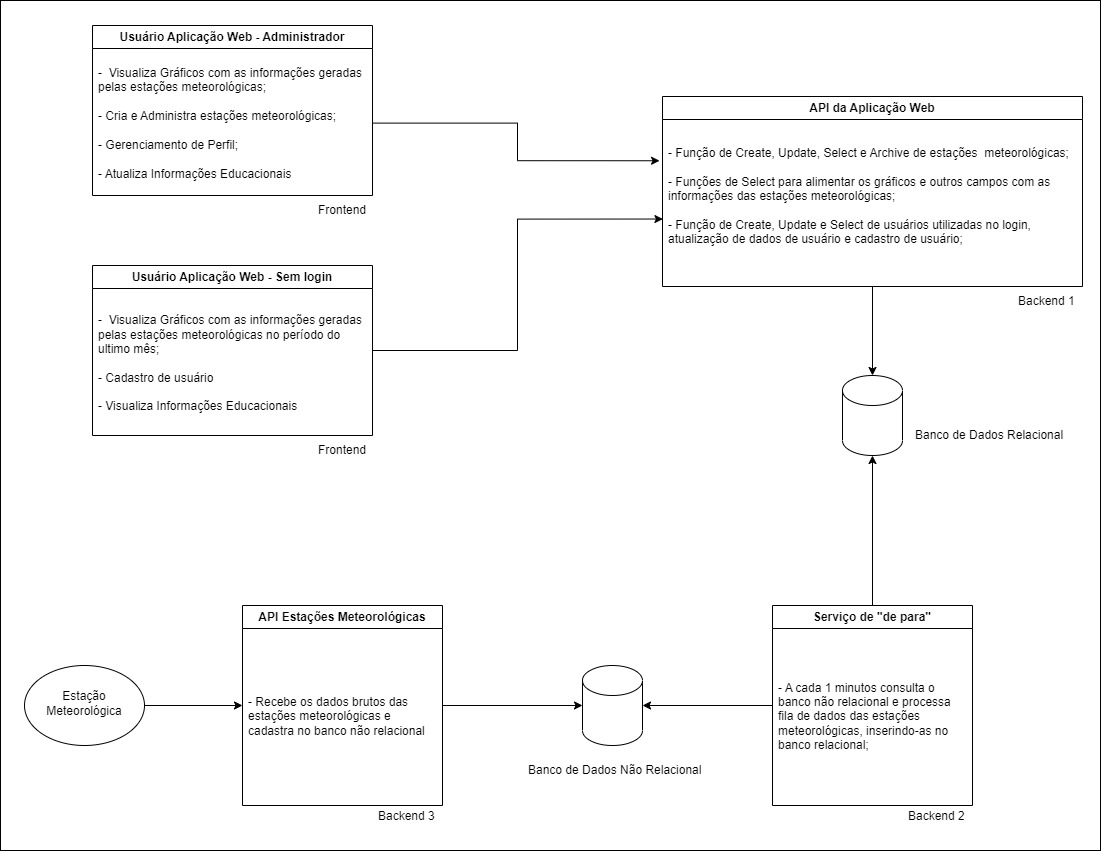 Usuário Aplicação Web - Administrador
- Visualiza Gráficos com as informações geradas
pelas estações meteorológicas;
- Cria e Administra estações meteorológicas;
- Gerenciamento de Perfil;
- Atualiza Informações Educacionais
Frontend
API da Aplicação Web
- Função de Create, Update, Select e Archive de estações meteorológicas;
- Funções de Select para alimentar os gráficos e outros campos com as
informações das estações meteorológicas;
- Função de Create, Update e Select de usuários utilizadas no login,
atualização de dados de usuário e cadastro de usuário;
Backend 1
Usuário Aplicação Web - Sem login
- Visualiza Gráficos com as informações geradas
pelas estações meteorológicas no período do
ultimo mês;
- Cadastro de usuário
- Visualiza Informações Educacionais
Frontend
Banco de Dados Relacional
Estação
Meteorológica
API Estações Meteorológicas
- Recebe os dados brutos das
estações meteorológicas e
cadastra no banco não relacional
Backend 3
Banco de Dados Não Relacional
Serviço de "de para"
- A cada 1 minutos consulta o
banco não relacional e processa
fila de dados das estações
meteorológicas, inserindo-as no
banco relacional;
Backend 2